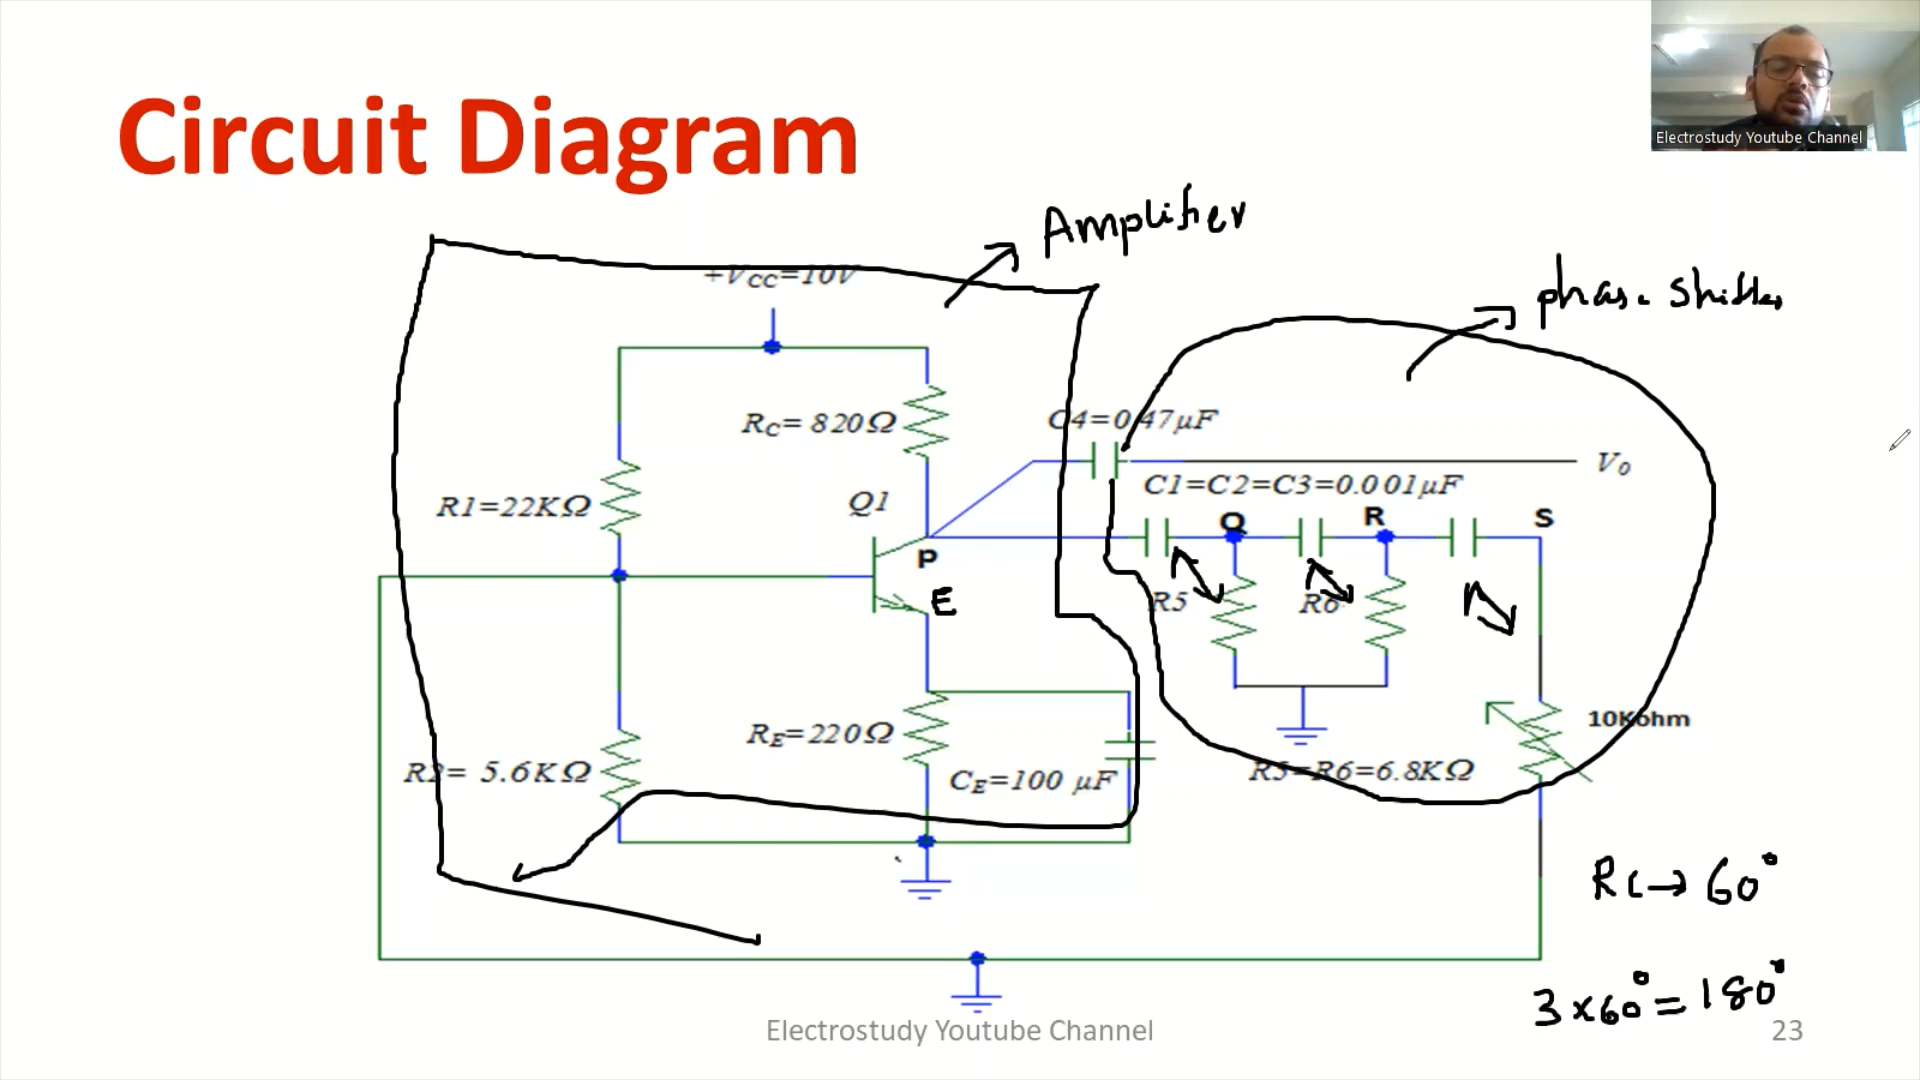 Circuit Diagram
Electrostudy Youtube Channel
Amplifier
phase shifter
+VCC=10V
RC= 820Ω
C4=0.47μF
Vo
R1=22KΩ
Q1
C1=C2=C3=0.001μF
Q
R
S
P
E
R5
R6
10Kohm
RE=220Ω
R2= 5.6KΩ
CE=100 μF
R5=R6=6.8KΩ
RC→60°
3×60°=180°
Electrostudy Youtube Channel
23